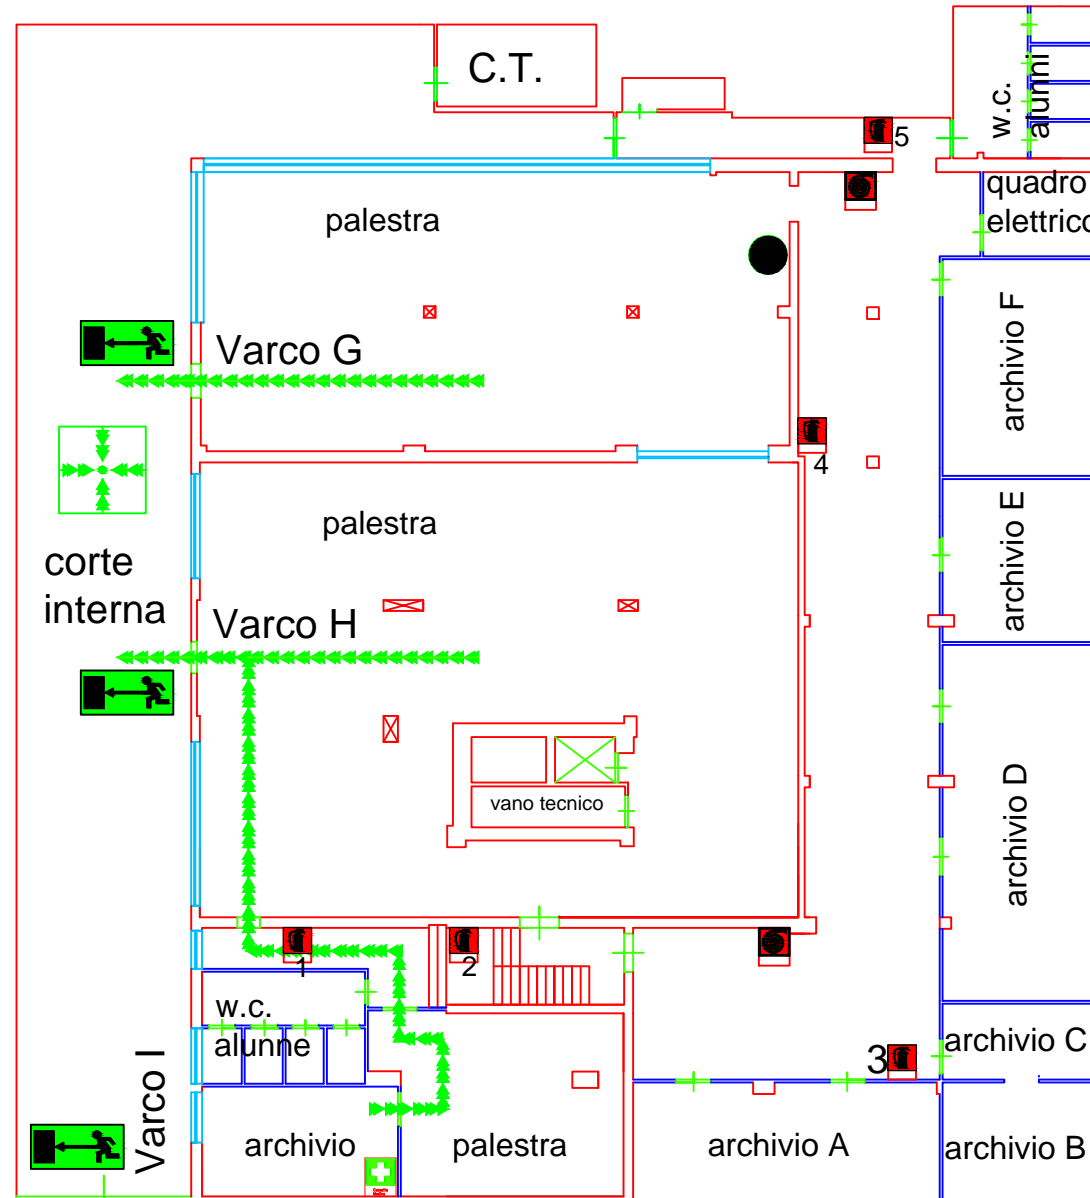 C.T.
w.c.
alunni
5
quadro
elettrico
palestra
archivio F
Varco G
4
archivio E
palestra
corte
interna
Varco H
archivio D
vano tecnico
1
2
w.c.
alunne
3
archivio C
Varco I
archivio
palestra
archivio A
archivio B